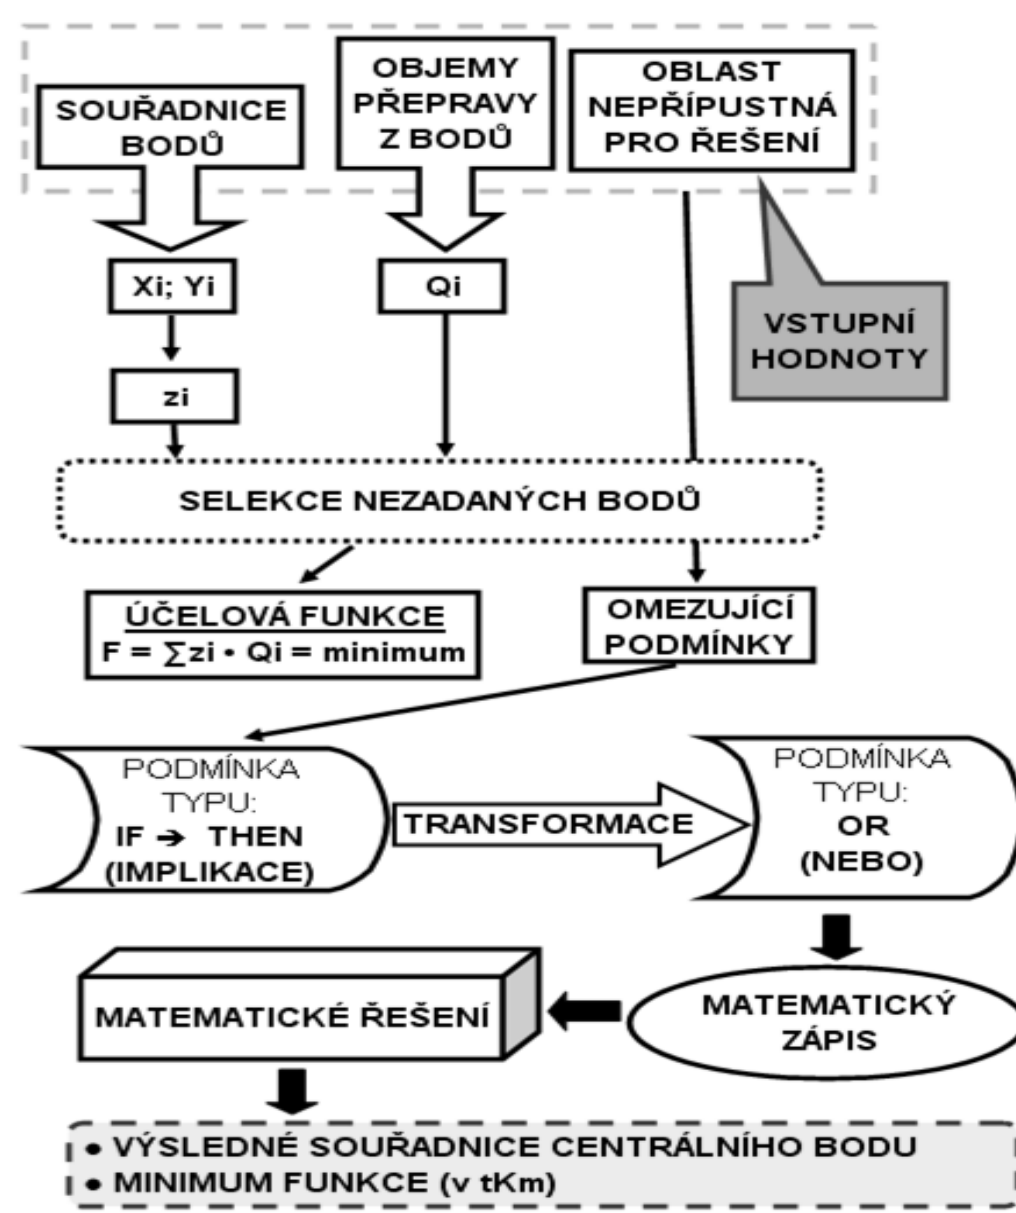 SOUŘADNICE
BODŮ
OBJEMY
PŘEPRAVY
Z BODŮ
OBLAST
NEPŘÍPUSTNÁ
PRO ŘEŠENÍ
Xi; Yi
Qi
VSTUPNÍ
HODNOTY
zi
SELEKCE NEZADANÝCH BODŮ
ÚČELOVÁ FUNKCE
F = ∑zi • Qi = minimum
OMEZUJÍCÍ
PODMÍNKY
PODMÍNKA
TYPU:
IF ➔ THEN
(IMPLIKACE)
TRANSFORMACE
PODMÍNKA
TYPU:
OR
(NEBO)
MATEMATICKÝ
ZÁPIS
MATEMATICKÉ ŘEŠENÍ
• VÝSLEDNÉ SOUŘADNICE CENTRÁLNÍHO BODU
• MINIMUM FUNKCE (v tKm)